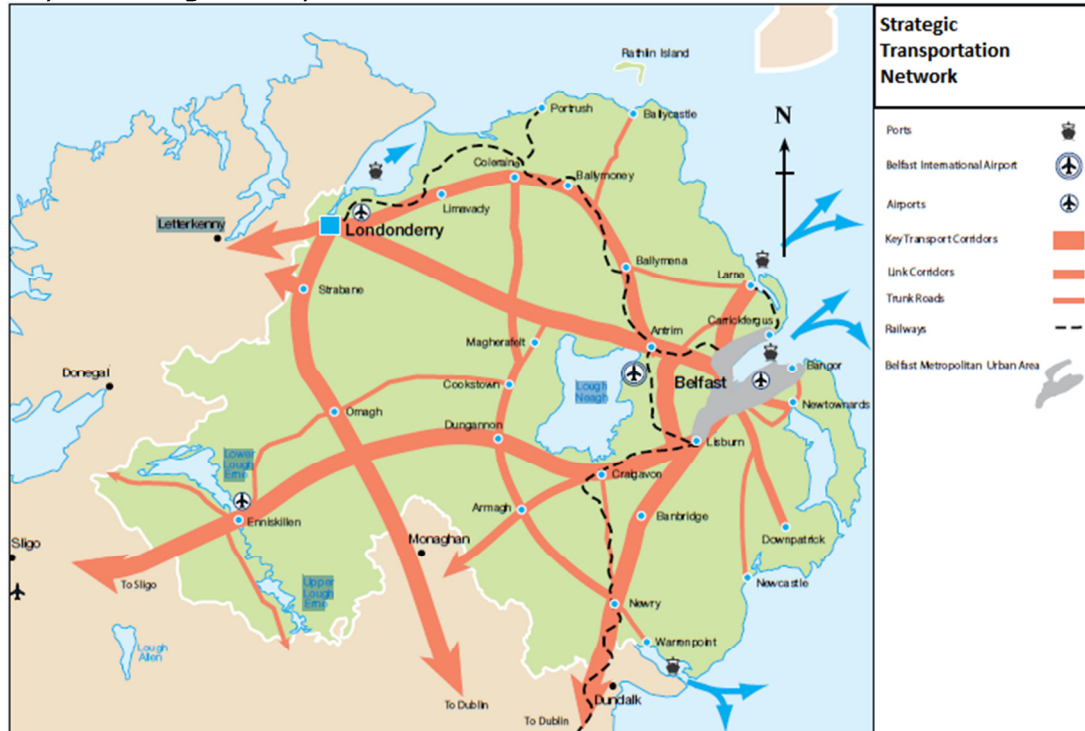 Strategic
Transportation
Network
Ports
Belfast International Airport
Airports
Key Transport Corridors
Link Corridors
Trunk Roads
Railways
Belfast Metropolitan Urban Area
N
Rathlin Island
Portrush
Ballycastle
Coleraine
Ballymoney
Limavady
Letterkenny
Londonderry
Ballymena
Larne
Strabane
Carrickfergus
Antrim
Magherafelt
Bangor
Donegal
Cookstown
Lough
Neagh
Belfast
Newtownards
Omagh
Dungannon
Lisburn
Lower
Lough
Erne
Craigavon
Armagh
Banbridge
Enniskillen
Downpatrick
Sligo
Monaghan
Newcastle
To Sligo
Upper
Lough
Erne
Newry
Warrenpoint
Lough
Allen
Dundalk
To Dublin
To Dublin